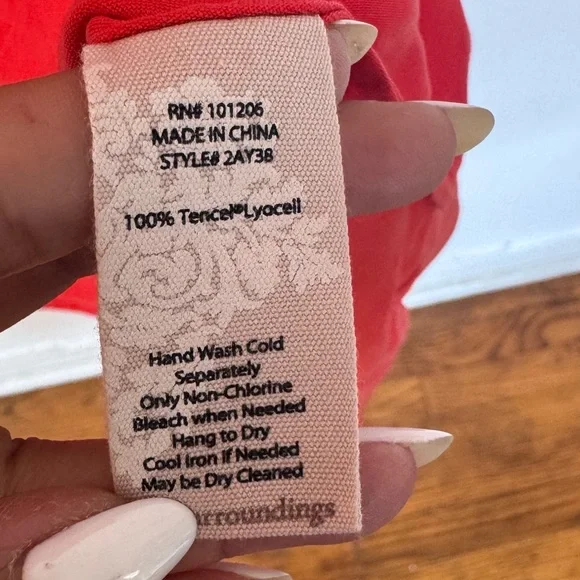 RN# 101206
MADE IN CHINA
STYLE# 2AY38
100% Tencel® Lyocell
Hand Wash Cold
Separately
Only Non-Chlorine
Bleach when Needed
Hang to Dry
Cool Iron if Needed
May be Dry Cleaned